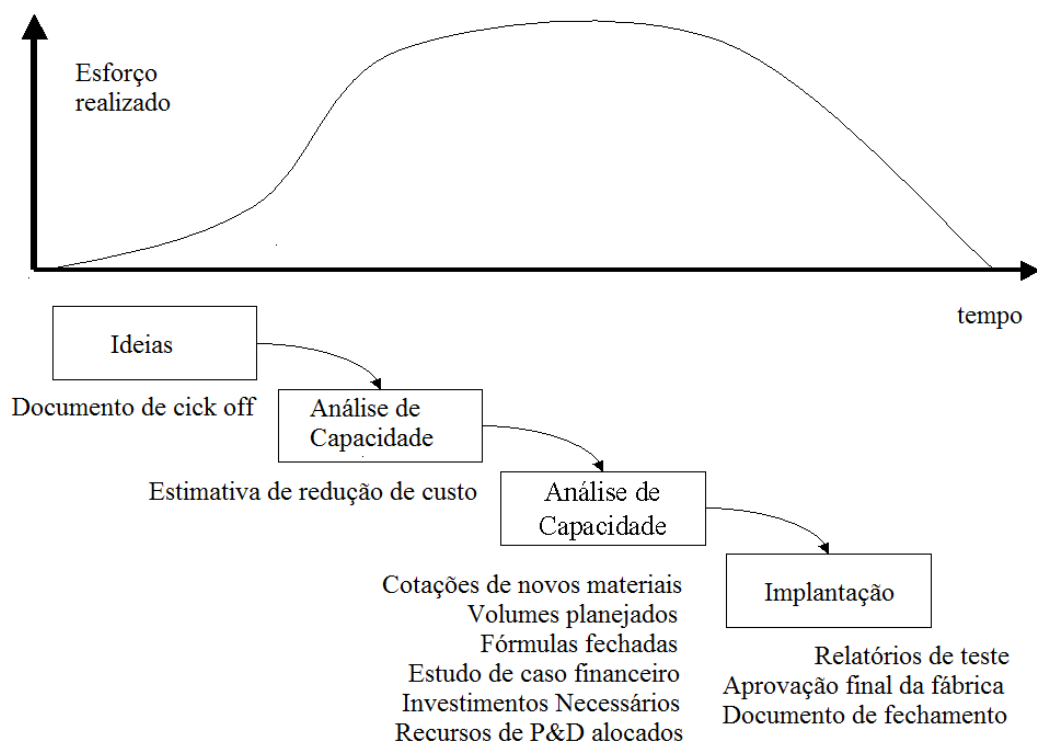 Esforço
realizado
tempo
Ideias
Documento de cick off
Análise de
Capacidade
Estimativa de redução de custo
Análise de
Capacidade
Cotações de novos materiais
Volumes planejados
Fórmulas fechadas
Estudo de caso financeiro
Investimentos Necessários
Recursos de P&D alocados
Implantação
Relatórios de teste
Aprovação final da fábrica
Documento de fechamento